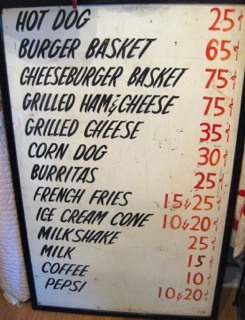 HOT DOG 25¢
BURGER BASKET 65¢
CHEESEBURGER BASKET 75¢
GRILLED HAM & CHEESE 75¢
GRILLED CHEESE 35¢
CORN DOG 30¢
BURRITAS 25¢
FRENCH FRIES 15 & 25¢
ICE CREAM CONE 10 & 20¢
MILKSHAKE 25¢
MILK 15¢
COFFEE 10¢
PEPSI 10 & 20¢